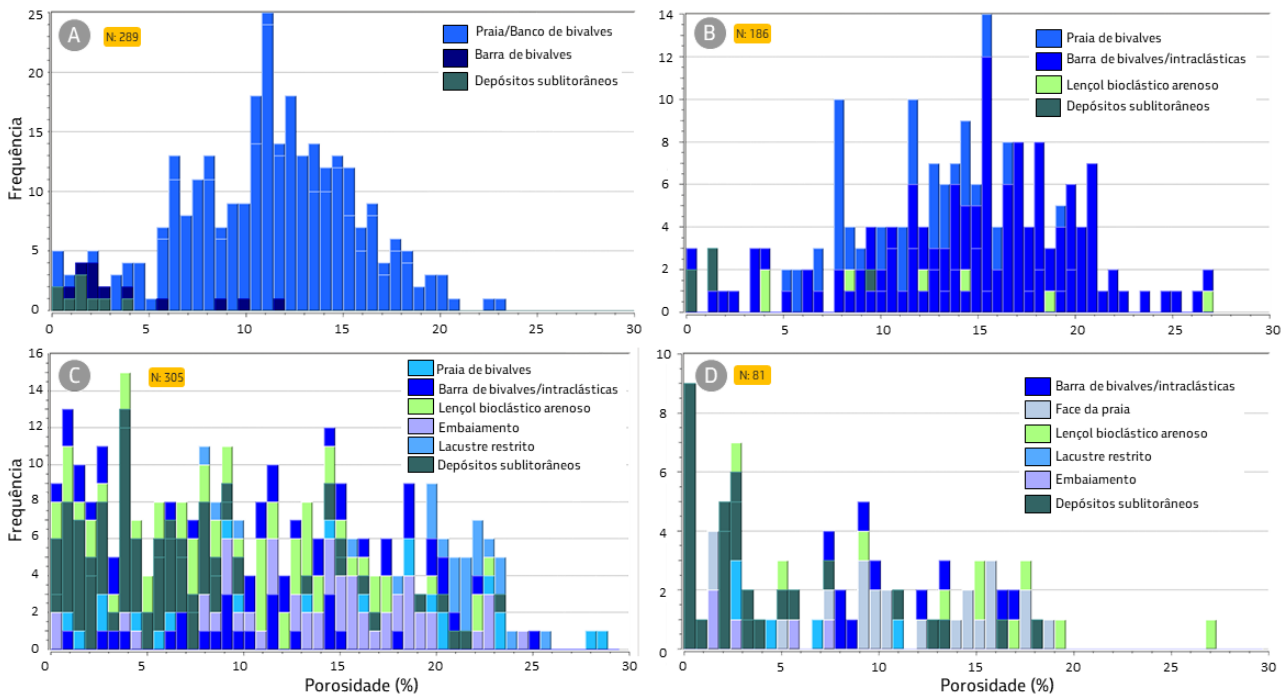 A
N: 289
Praia/Banco de bivalves
Barra de bivalves
Depósitos sublitorâneos
Frequência
25
20
15
10
5
0
0 5 10 15 20 25 30
B
N: 186
Praia de bivalves
Barra de bivalves/intraclásticas
Lençol bioclástico arenoso
Depósitos sublitorâneos
14
12
10
8
6
4
2
0
0 5 10 15 20 25 30
C
N: 305
Praia de bivalves
Barra de bivalves/intraclásticas
Lençol bioclástico arenoso
Embaiamento
Lacustre restrito
Depósitos sublitorâneos
Frequência
16
14
12
10
8
6
4
2
0
0 5 10 15 20 25 30
Porosidade (%)
D
N: 81
Barra de bivalves/intraclásticas
Face da praia
Lençol bioclástico arenoso
Lacustre restrito
Embaiamento
Depósitos sublitorâneos
10
8
6
4
2
0
0 5 10 15 20 25 30
Porosidade (%)